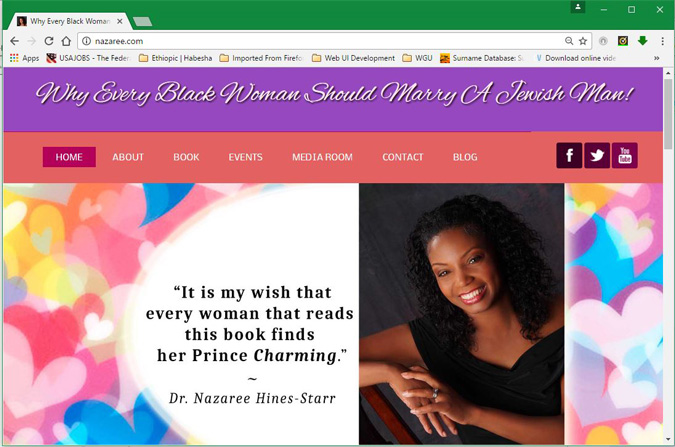 Why Every Black Woman
nazaree.com
Apps USAJOBS - The Feder Ethiopic | Habesha Imported From Firefo Web UI Development WGU Surname Database: S Download online vide »
Why Every Black Woman Should Marry A Jewish Man!
HOME ABOUT BOOK EVENTS MEDIA ROOM CONTACT BLOG
You
Tube
“It is my wish that
every woman that reads
this book finds
her Prince Charming.”
~
Dr. Nazaree Hines-Starr